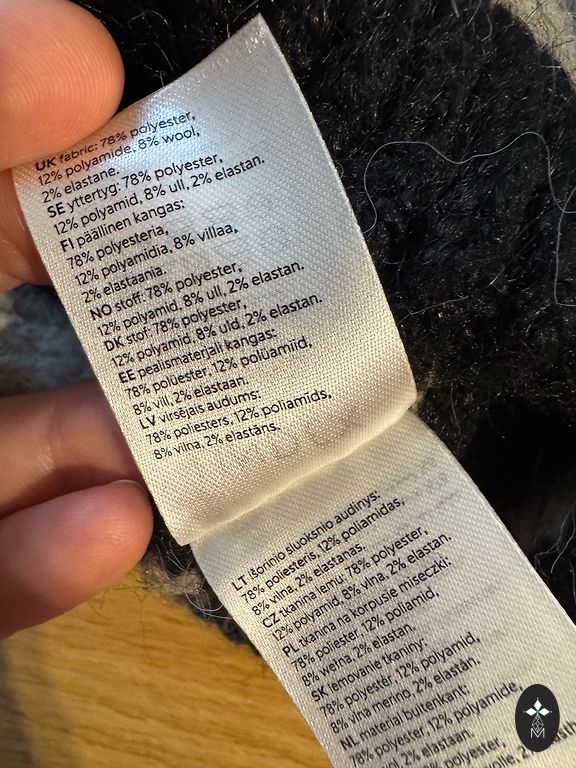 UK fabric: 78% polyester,
12% polyamide, 8% wool,
2% elastane.
SE yttertyg: 78% polyester,
12% polyamid, 8% ull, 2% elastan.
FI päällinen kangas:
78% polyesteria,
12% polyamidia, 8% villaa,
2% elastaania.
NO stoff: 78% polyester,
12% polyamid, 8% ull, 2% elastan.
DK stof: 78% polyester,
12% polyamid, 8% uld, 2% elastan.
EE pealismaterjali kangas:
78% polüester, 12% polüamiid,
8% vill, 2% elastaan.
LV virsējais audums:
78% poliesters, 12% poliamīds,
8% vilna, 2% elastāns.
LT išorinio sluoksnio audinys:
78% poliesteris, 12% poliamidas,
8% vlna, 2% elastanas.
CZ tkanina lemu: 78% polyester,
12% polyamid, 8% vlna, 2% elastan.
PL tkanina na korpusie miseczki:
78% poliester, 12% poliamid,
8% wełna, 2% elastan.
SK lemovanie tkaniny:
78% polyester, 12% polyamid,
8% vlna merino, 2% elastán.
NL material buitenkant:
78% polyester, 12% polyamide,
2% elastan.
polyester,
M